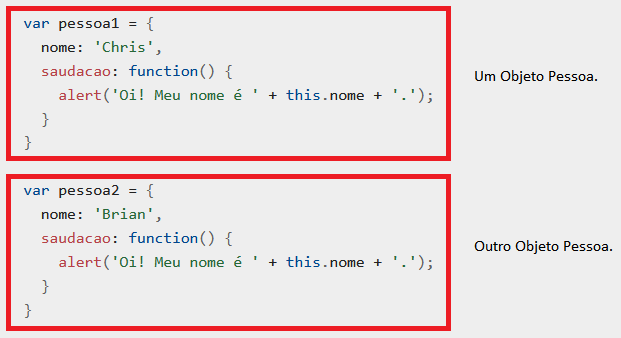 var pessoa1 = {
  nome: 'Chris',
  saudacao: function() {
    alert('Oi! Meu nome é ' + this.nome + '.');
  }
}
Um Objeto Pessoa.
var pessoa2 = {
  nome: 'Brian',
  saudacao: function() {
    alert('Oi! Meu nome é ' + this.nome + '.');
  }
}
Outro Objeto Pessoa.